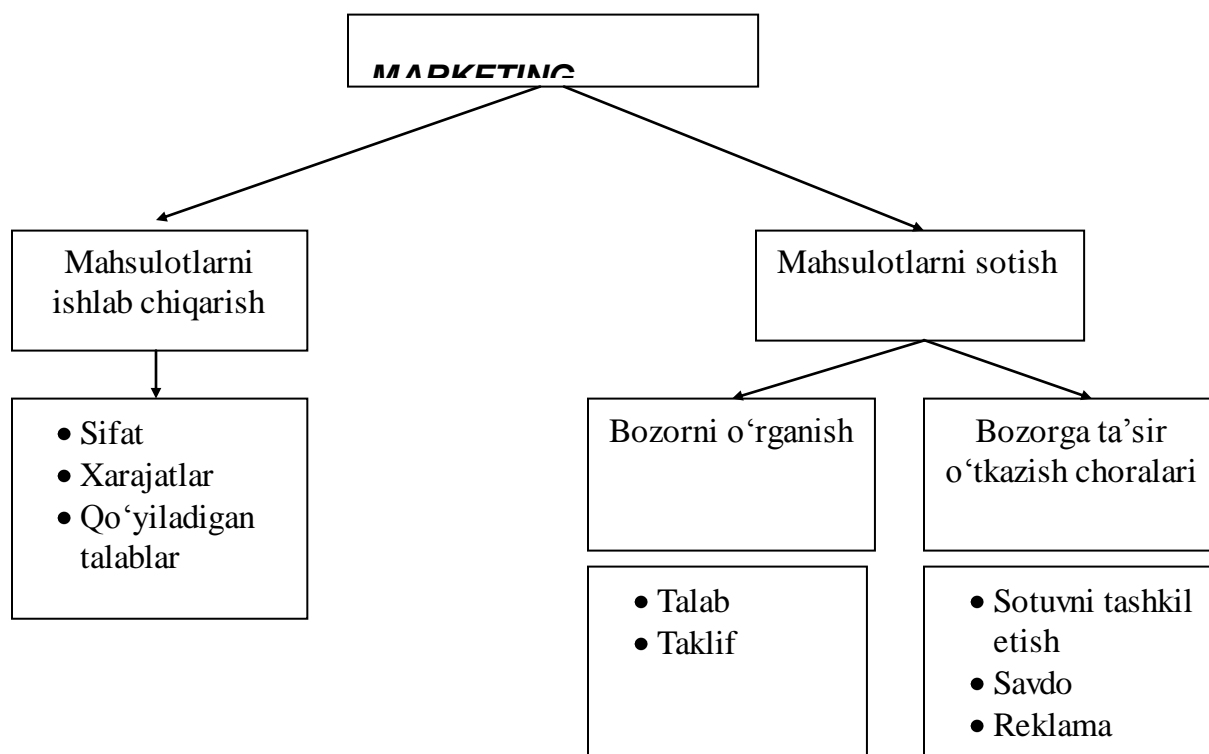 MARKETING
Mahsulotlarni
ishlab chiqarish
Mahsulotlarni sotish
• Sifat
• Xarajatlar
• Qo‘yiladigan
talablar
Bozorni o‘rganish
Bozorga ta’sir
o‘tkazish choralari
• Talab
• Taklif
• Sotuvni tashkil
etish
• Savdo
• Reklama